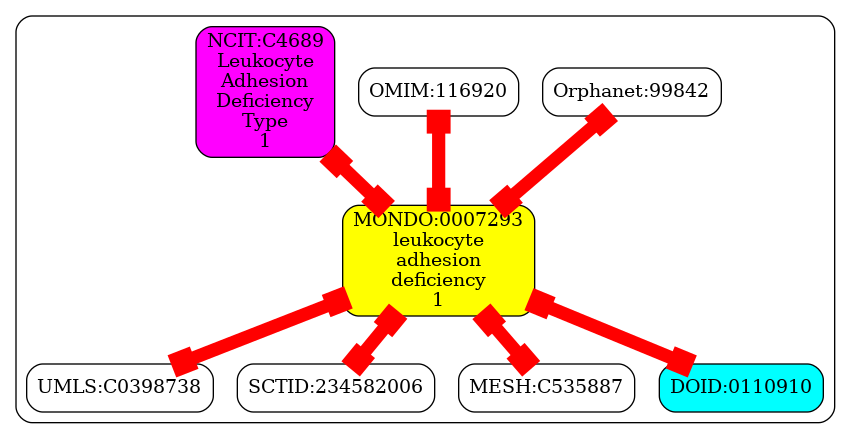 NCIT:C4689
Leukocyte
Adhesion
Deficiency
Type
1
OMIM:116920
Orphanet:99842
MONDO:0007293
leukocyte
adhesion
deficiency
1
UMLS:C0398738
SCTID:234582006
MESH:C535887
DOID:0110910